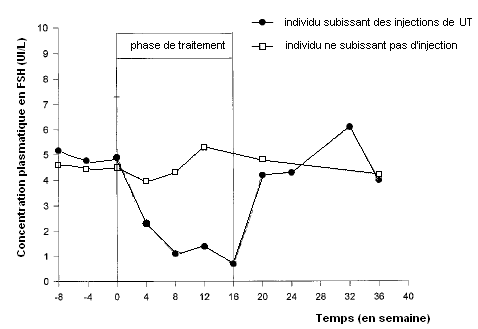 individu subissant des injections de UT
individu ne subissant pas d'injection
phase de traitement
Concentration plasmatique en FSH (UI/L)
10
9
8
7
6
5
4
3
2
1
0
-8 -4 0 4 8 12 16 20 24 28 32 36 40
Temps (en semaine)